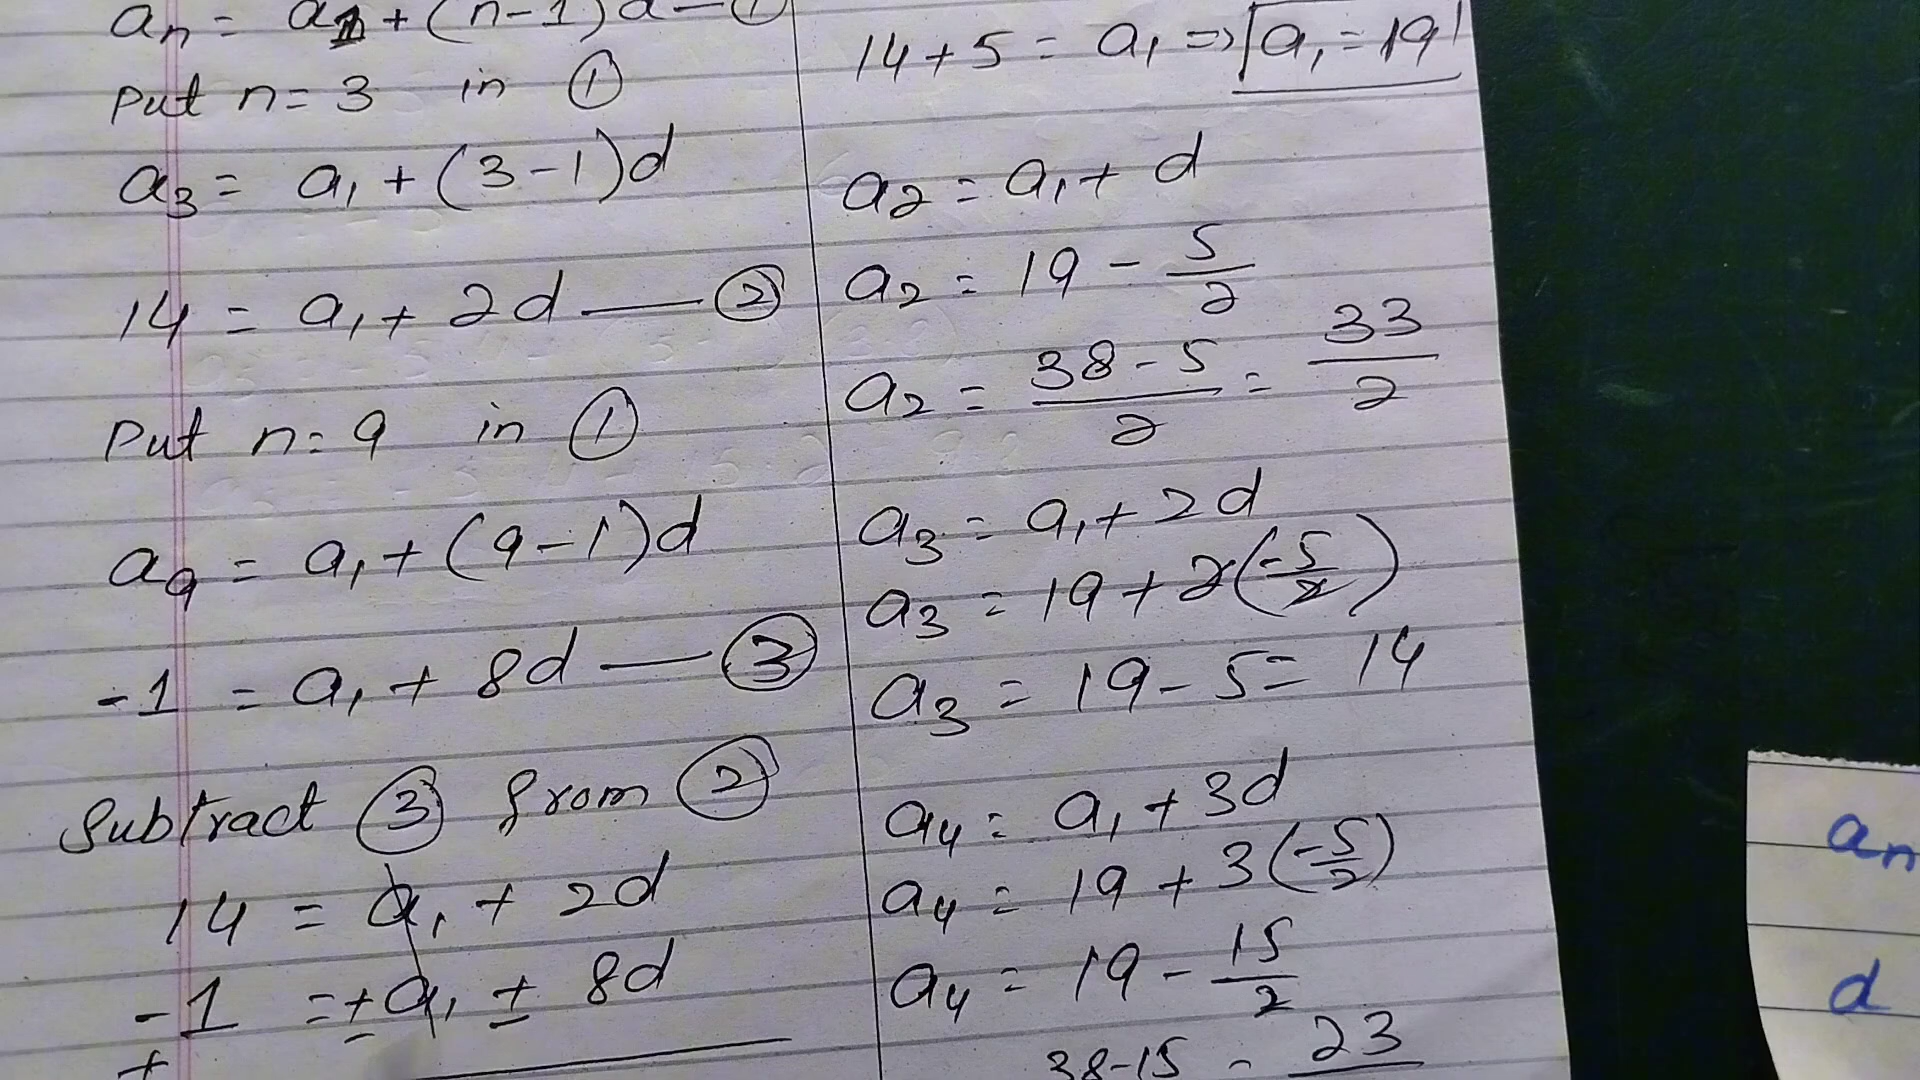 an = a1 + (n-1)d — ①
Put n = 3 in ①
a3 = a1 + (3-1)d
14 = a1 + 2d — ②
Put n = 9 in ①
a9 = a1 + (9-1)d
-1 = a1 + 8d — ③
Subtract ③ from ②
14 = a1 + 2d
-1 = ± a1 ± 8d
+
14 + 5 = a1 => a1 = 19
a2 = a1 + d
a2 = 19 - 5/2
a2 = (38 - 5)/2 = 33/2
a3 = a1 + 2d
a3 = 19 + 2(-5/2)
a3 = 19 - 5 = 14
a4 = a1 + 3d
a4 = 19 + 3(-5/2)
a4 = 19 - 15/2
38-15 = 23
an
d